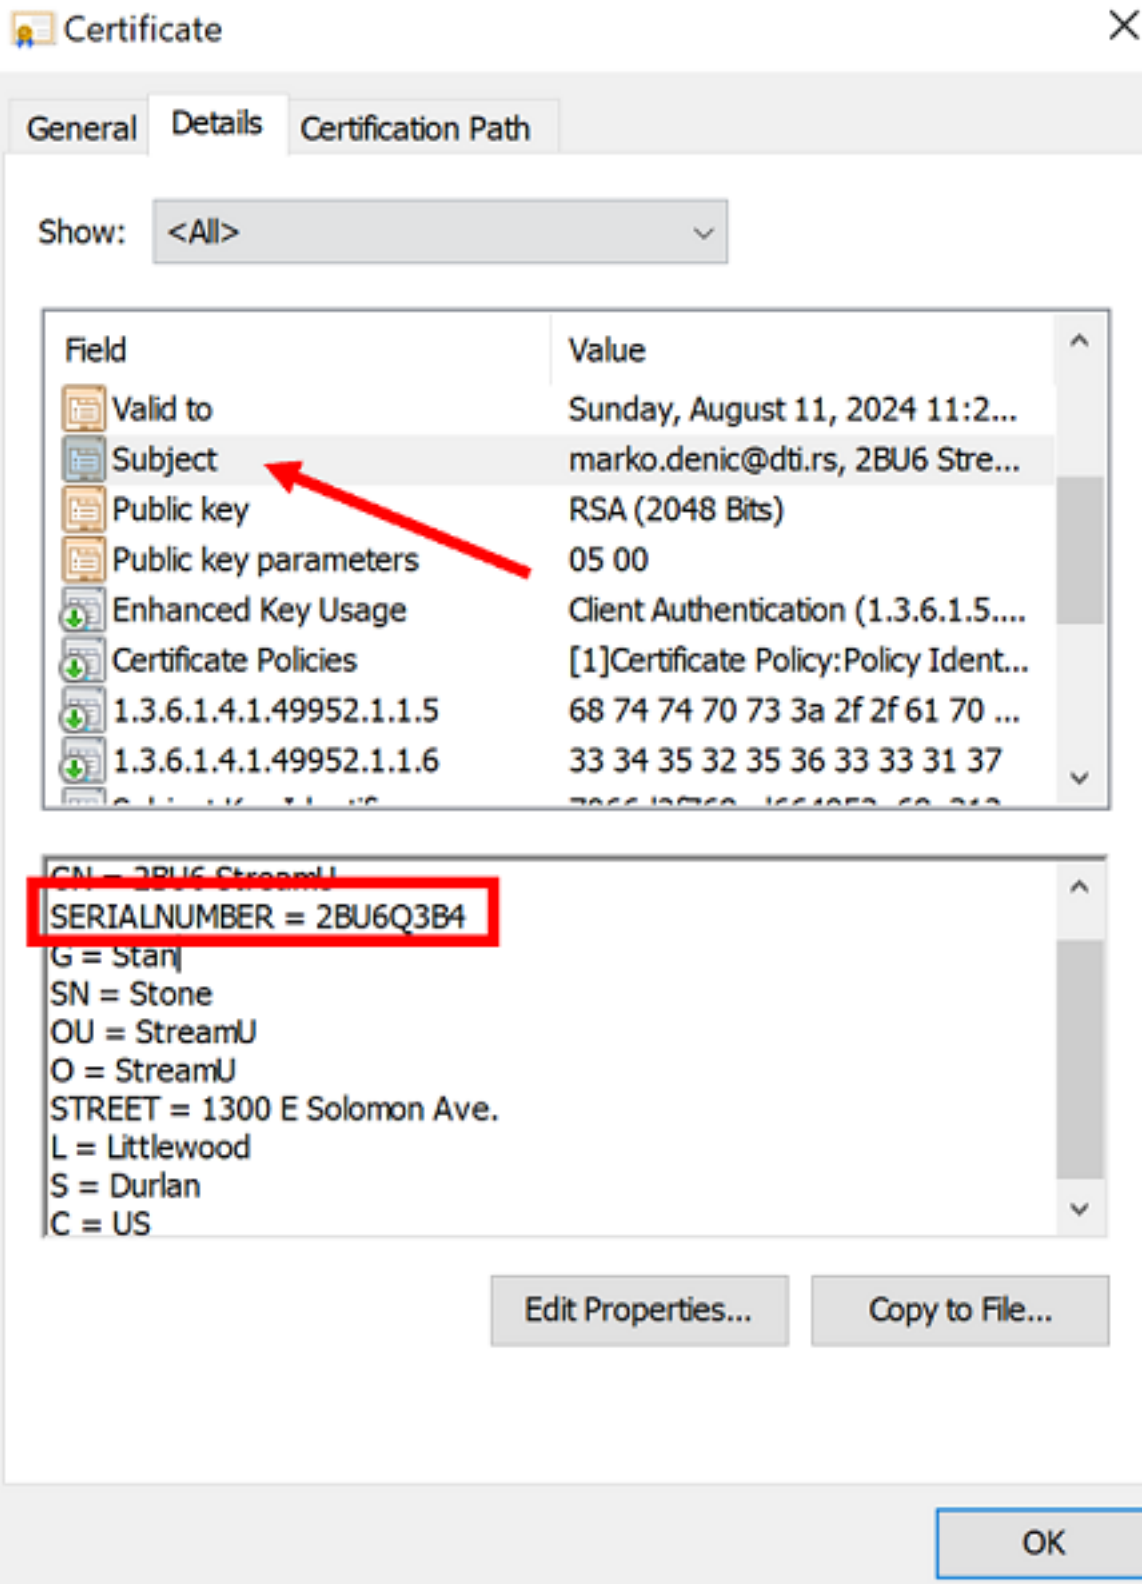 Certificate
General Details Certification Path
Show: <All>
Field Value
Valid to Sunday, August 11, 2024 11:2...
Subject marko.denic@dti.rs, 2BU6 Stre...
Public key RSA (2048 Bits)
Public key parameters 05 00
Enhanced Key Usage Client Authentication (1.3.6.1.5....
Certificate Policies [1]Certificate Policy:Policy Ident...
1.3.6.1.4.1.49952.1.1.5 68 74 74 70 73 3a 2f 2f 61 70 ...
1.3.6.1.4.1.49952.1.1.6 33 34 35 32 35 36 33 33 31 37
CN = 2BU6 StreamU
SERIALNUMBER = 2BU6Q3B4
G = Stan
SN = Stone
OU = StreamU
O = StreamU
STREET = 1300 E Solomon Ave.
L = Littlewood
S = Durlan
C = US
Edit Properties... Copy to File...
OK